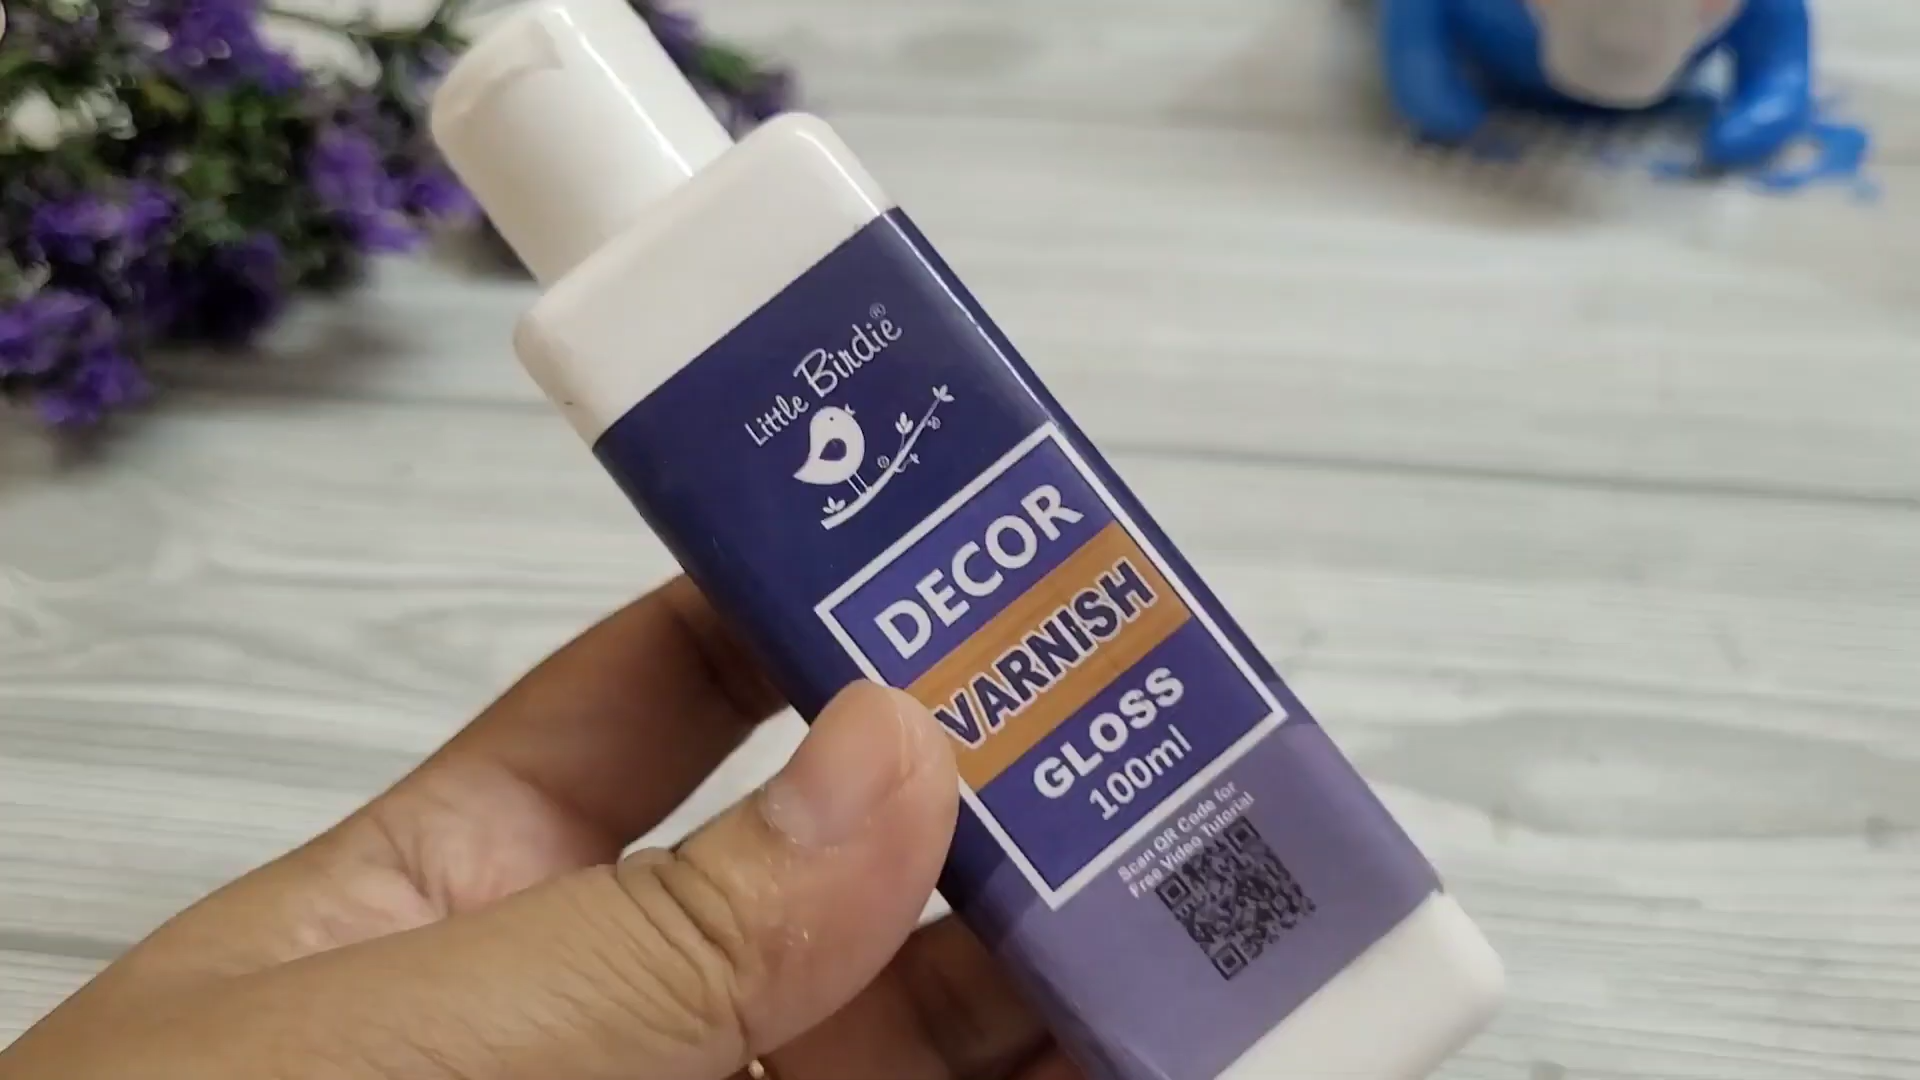 Little Birdie®
DECOR
VARNISH
GLOSS
100ml
Scan QR Code for
Free Video Tutorial